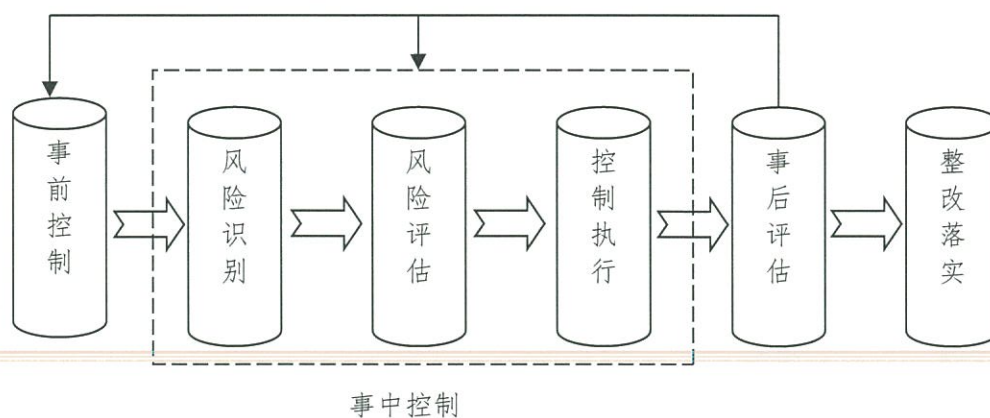 事前控制
风险识别
风险评估
控制执行
事后评估
整改落实
事中控制